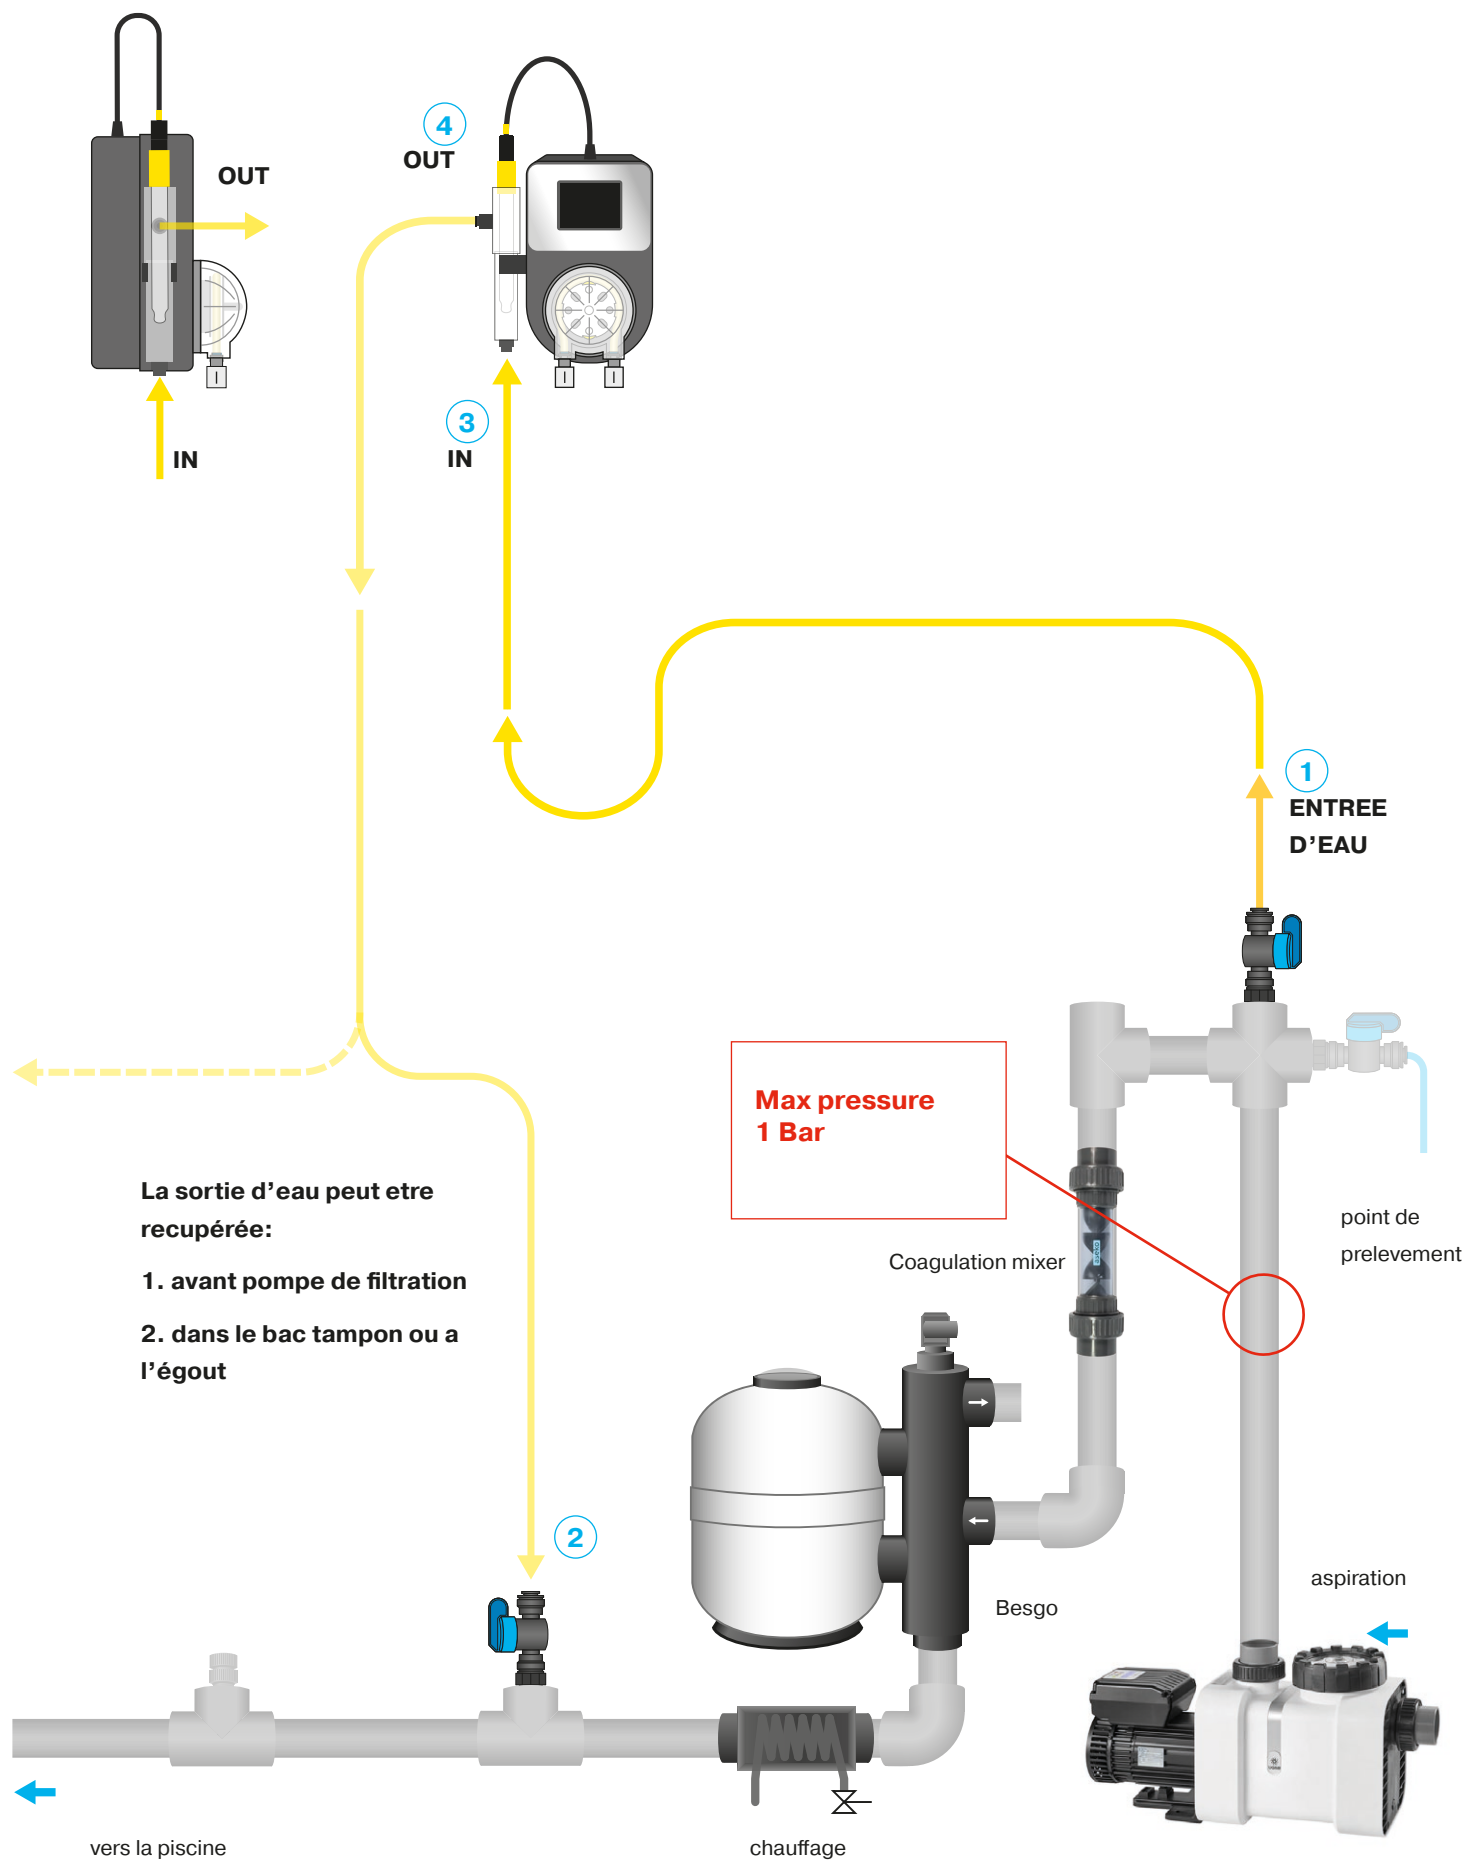 4
OUT
OUT
3
IN
IN
1
ENTREE
D’EAU
Max pressure
1 Bar
La sortie d’eau peut etre
recupérée:
1. avant pompe de filtration
2. dans le bac tampon ou a
l’égout
point de
prelevement
Coagulation mixer
2
aspiration
Besgo
vers la piscine
chauffage